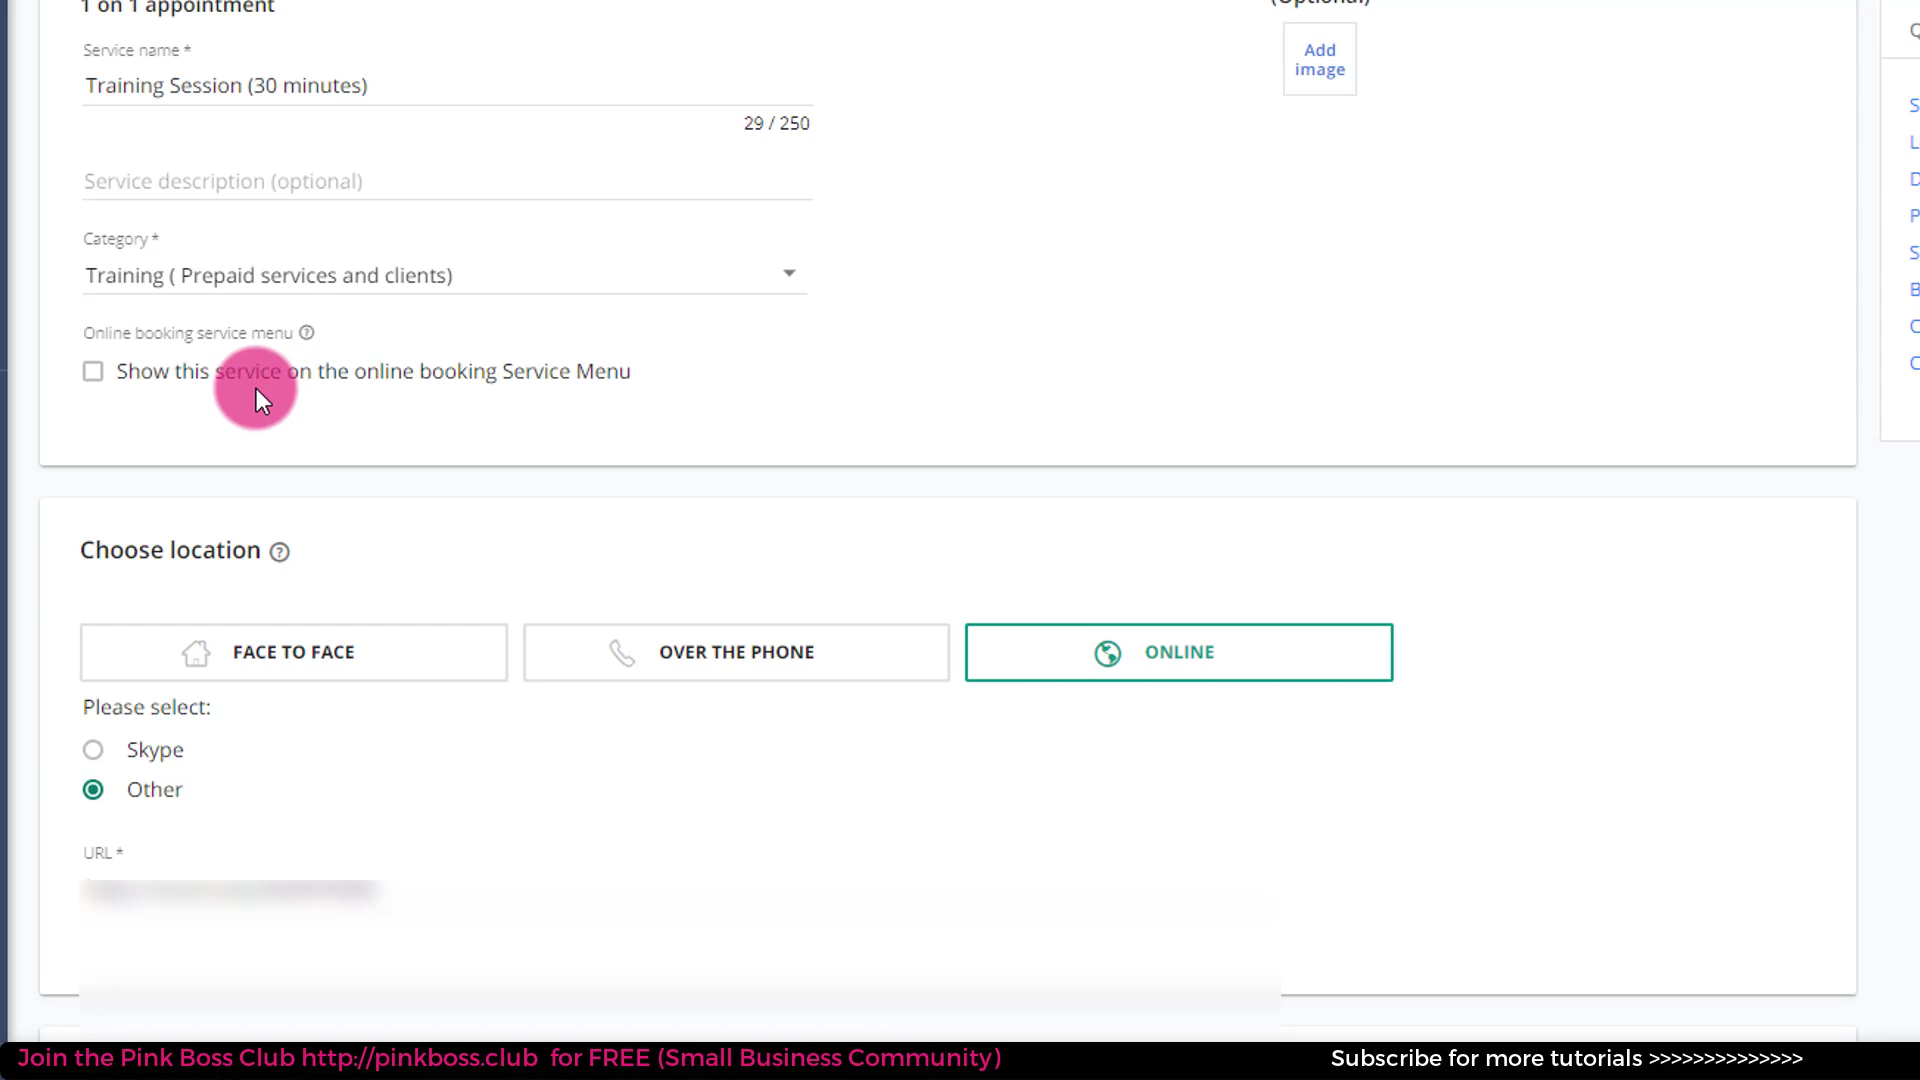 1 on 1 appointment
(Optional)
Service name *
Training Session (30 minutes)
Add
image
29 / 250
Service description (optional)
Category *
Training ( Prepaid services and clients)
Online booking service menu
Show this service on the online booking Service Menu
Choose location
FACE TO FACE
OVER THE PHONE
ONLINE
Please select:
Skype
Other
URL *
Join the Pink Boss Club http://pinkboss.club for FREE (Small Business Community)
Subscribe for more tutorials >>>>>>>>>>>>>>